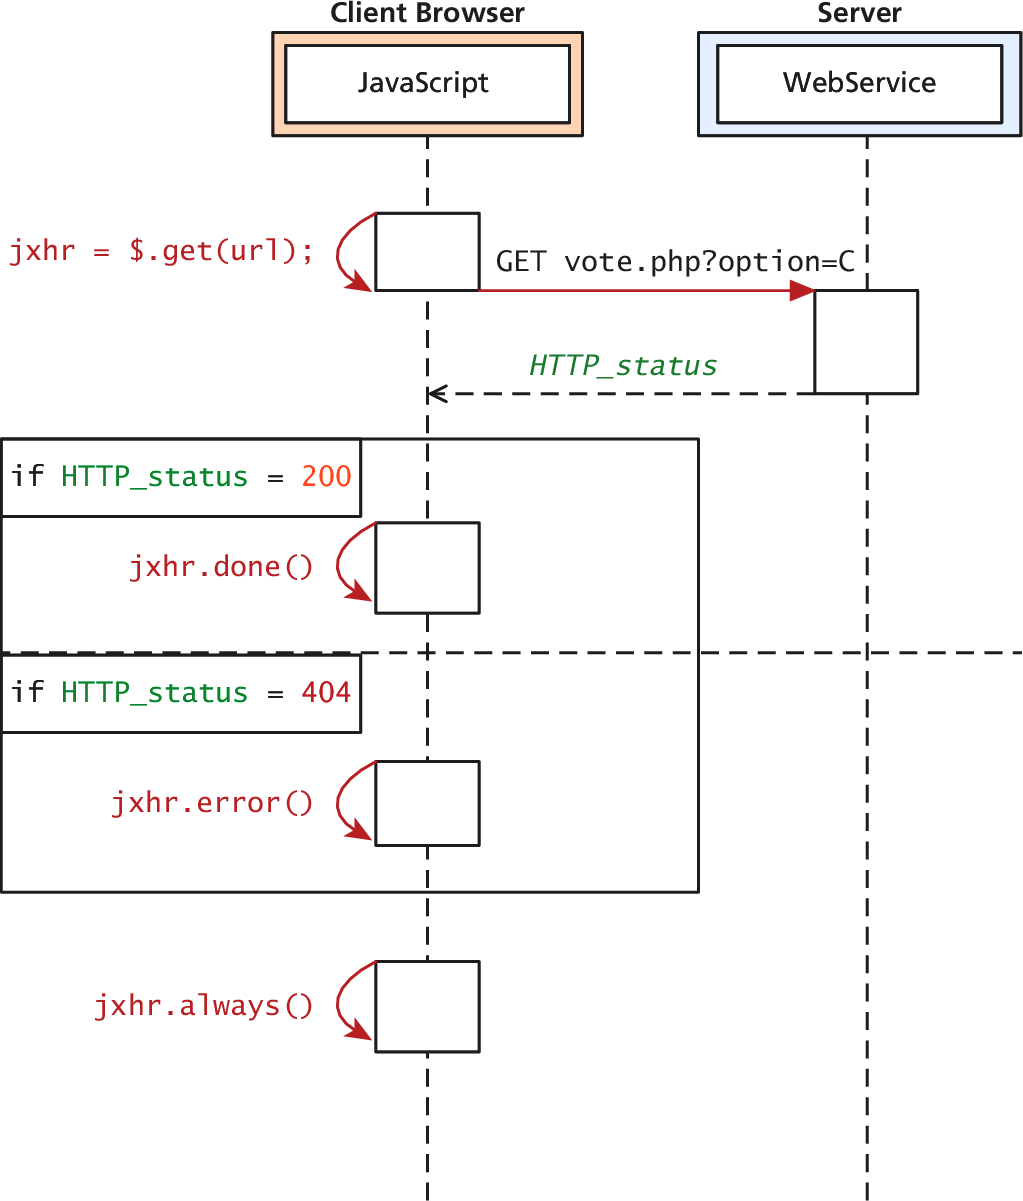 Client Browser
Server
JavaScript
WebService
jxhr = $.get(url);
GET vote.php?option=C
HTTP_status
if HTTP_status = 200
jxhr.done()
if HTTP_status = 404
jxhr.error()
jxhr.always()